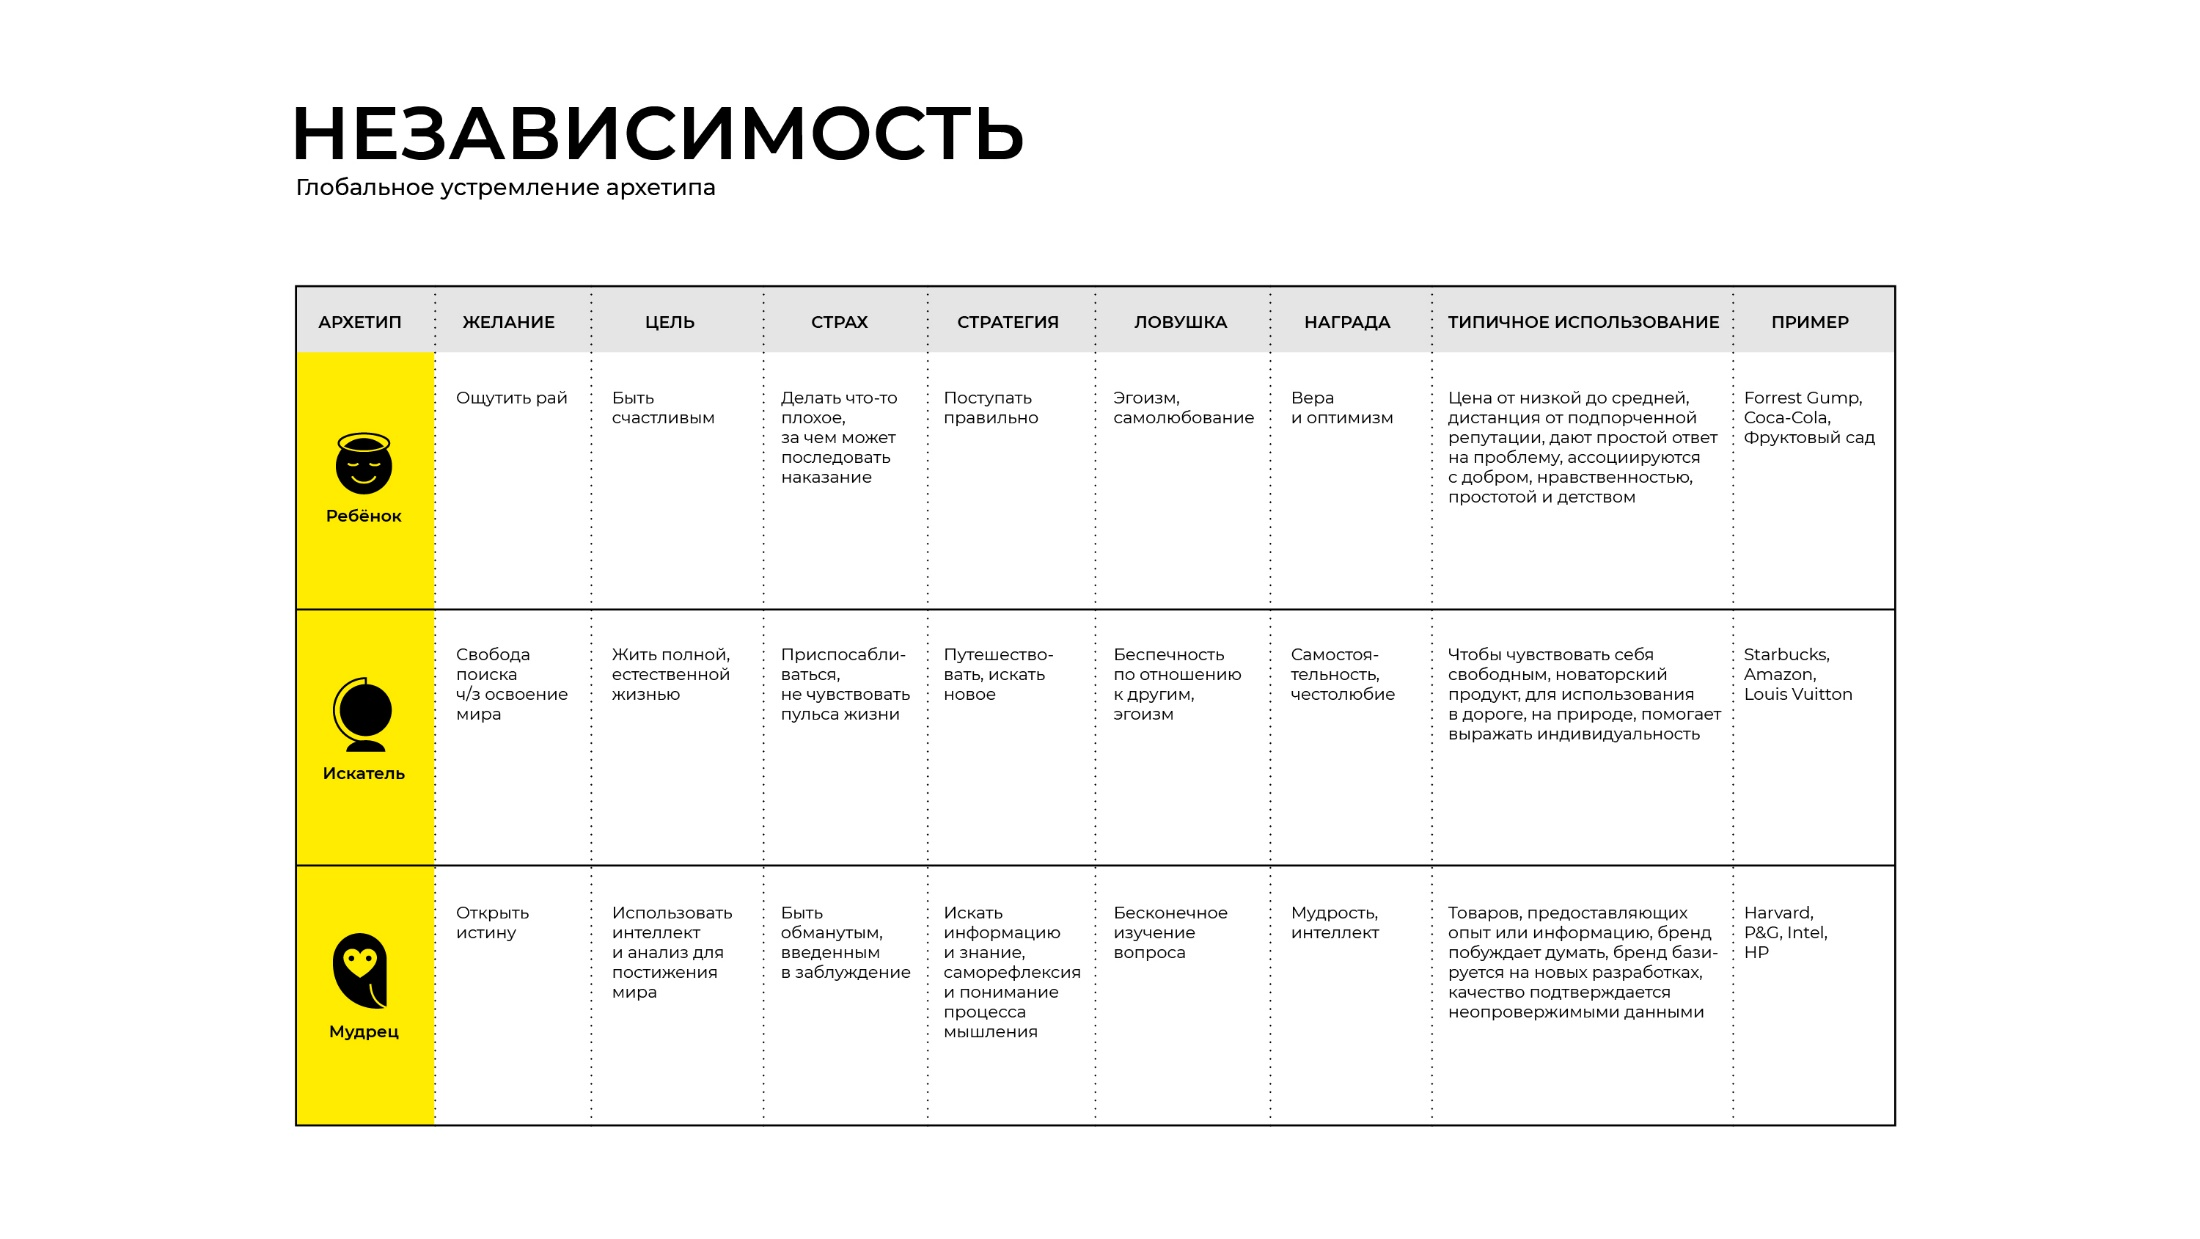 НЕЗАВИСИМОСТЬ
Глобальное устремление архетипа
АРХЕТИП
ЖЕЛАНИЕ
ЦЕЛЬ
СТРАХ
СТРАТЕГИЯ
ЛОВУШКА
НАГРАДА
ТИПИЧНОЕ ИСПОЛЬЗОВАНИЕ
ПРИМЕР
Ребёнок
Ощутить рай
Быть
счастливым
Делать что-то
плохое,
за чем может
последовать
наказание
Поступать
правильно
Эгоизм,
самолюбование
Вера
и оптимизм
Цена от низкой до средней,
дистанция от подпорченной
репутации, дают простой ответ
на проблему, ассоциируются
с добром, нравственностью,
простотой и детством
Forrest Gump,
Coca-Cola,
Фруктовый сад
Искатель
Свобода
поиска
ч/з освоение
мира
Жить полной,
естественной
жизнью
Приспосабли-
ваться,
не чувствовать
пульса жизни
Путешество-
вать, искать
новое
Беспечность
по отношению
к другим,
эгоизм
Самостоя-
тельность,
честолюбие
Чтобы чувствовать себя
свободным, новаторский
продукт, для использования
в дороге, на природе, помогает
выражать индивидуальность
Starbucks,
Amazon,
Louis Vuitton
Мудрец
Открыть
истину
Использовать
интеллект
и анализ для
постижения
мира
Быть
обманутым,
введенным
в заблуждение
Искать
информацию
и знание,
саморефлексия
и понимание
процесса
мышления
Бесконечное
изучение
вопроса
Мудрость,
интеллект
Товаров, предоставляющих
опыт или информацию, бренд
побуждает думать, бренд бази-
руется на новых разработках,
качество подтверждается
неопровержимыми данными
Harvard,
P&G, Intel,
HP